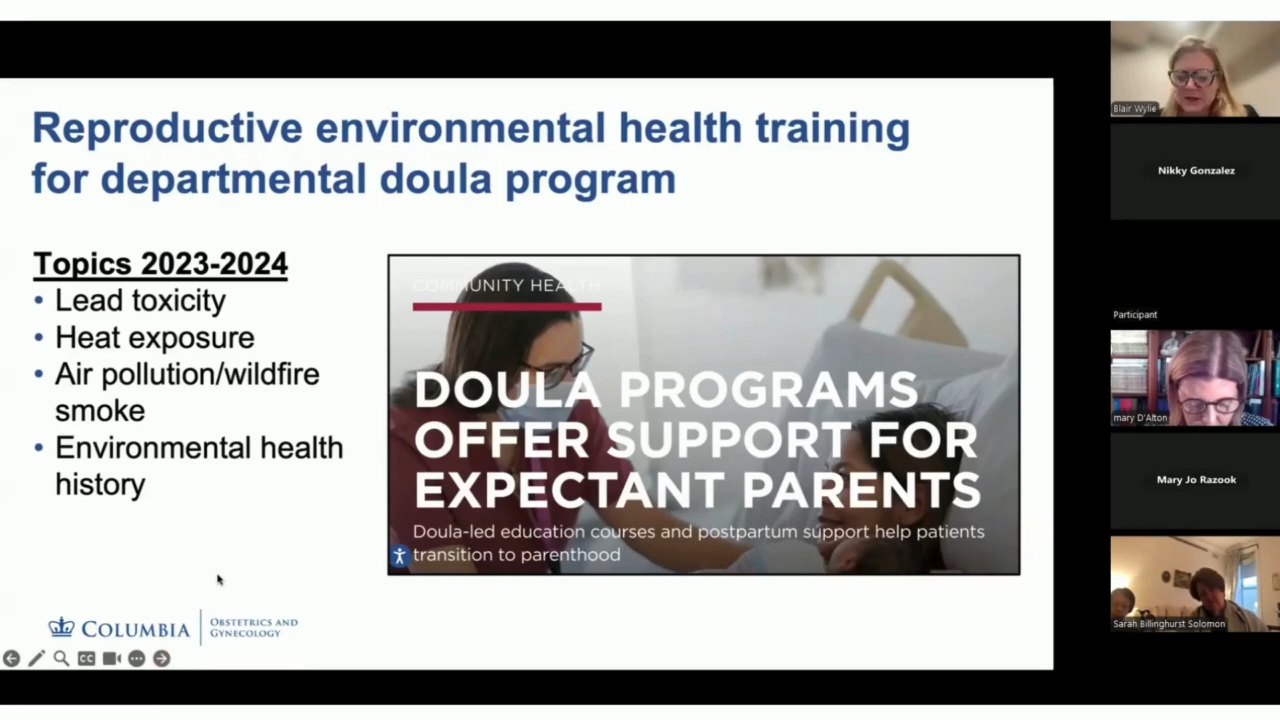 Reproductive environmental health training
for departmental doula program
Topics 2023-2024
• Lead toxicity
• Heat exposure
• Air pollution/wildfire
smoke
• Environmental health
history
COMMUNITY HEALTH
DOULA PROGRAMS
OFFER SUPPORT FOR
EXPECTANT PARENTS
Doula-led education courses and postpartum support help patients
transition to parenthood
COLUMBIA
OBSTETRICS AND
GYNECOLOGY
CC
Blair Wylie
Nikky Gonzalez
Participant
mary D'Alton
Mary Jo Razook
Sarah Billinghurst Solomon